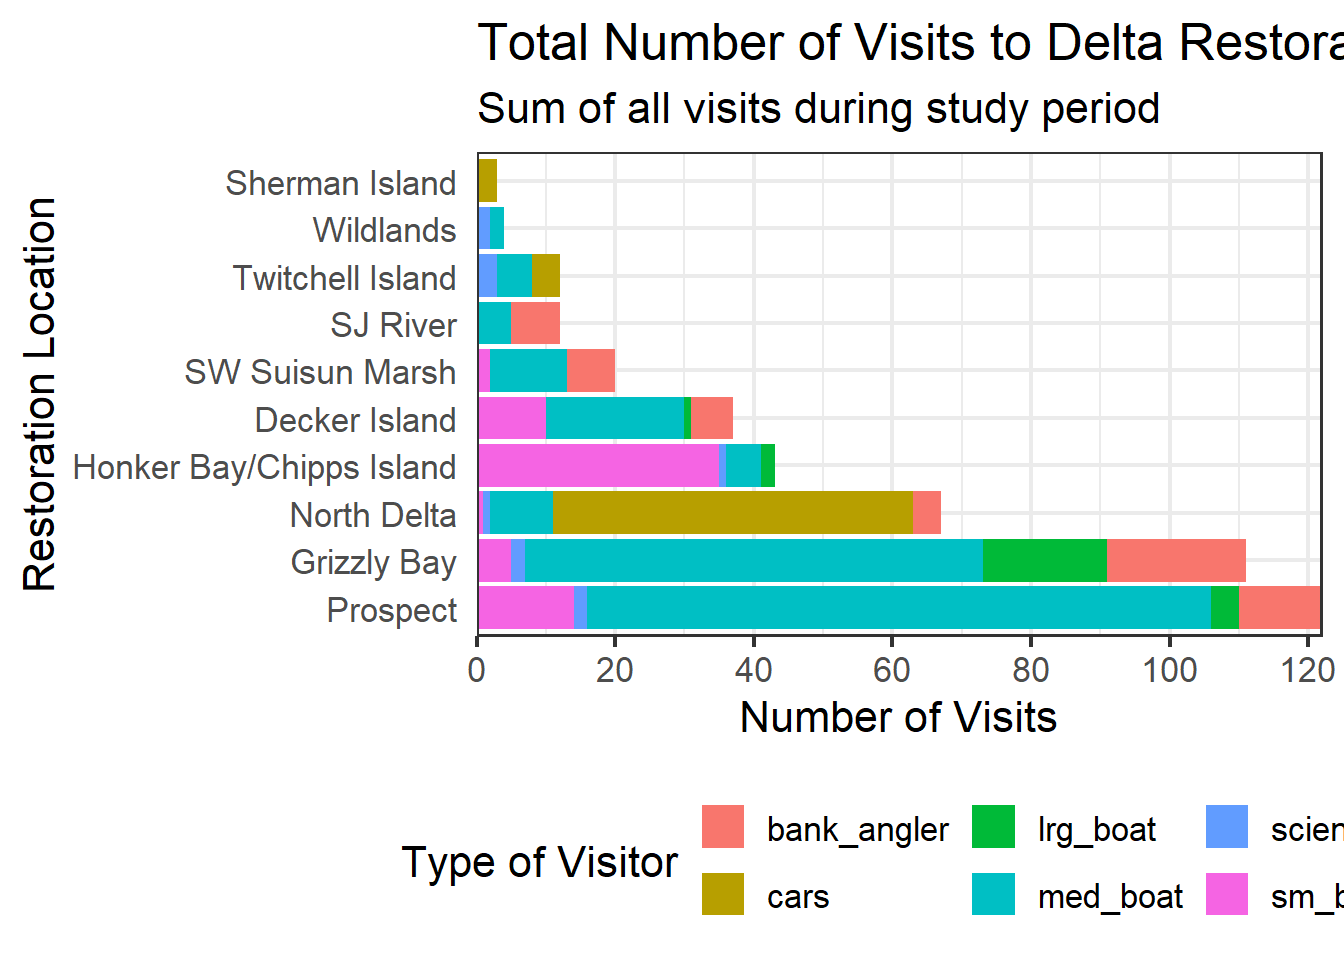 Total Number of Visits to Delta Restora
Sum of all visits during study period
Restoration Location
Sherman Island
Wildlands
Twitchell Island
SJ River
SW Suisun Marsh
Decker Island
Honker Bay/Chipps Island
North Delta
Grizzly Bay
Prospect
0 20 40 60 80 100 120
Number of Visits
Type of Visitor
bank_angler lrg_boat scien
cars med_boat sm_b